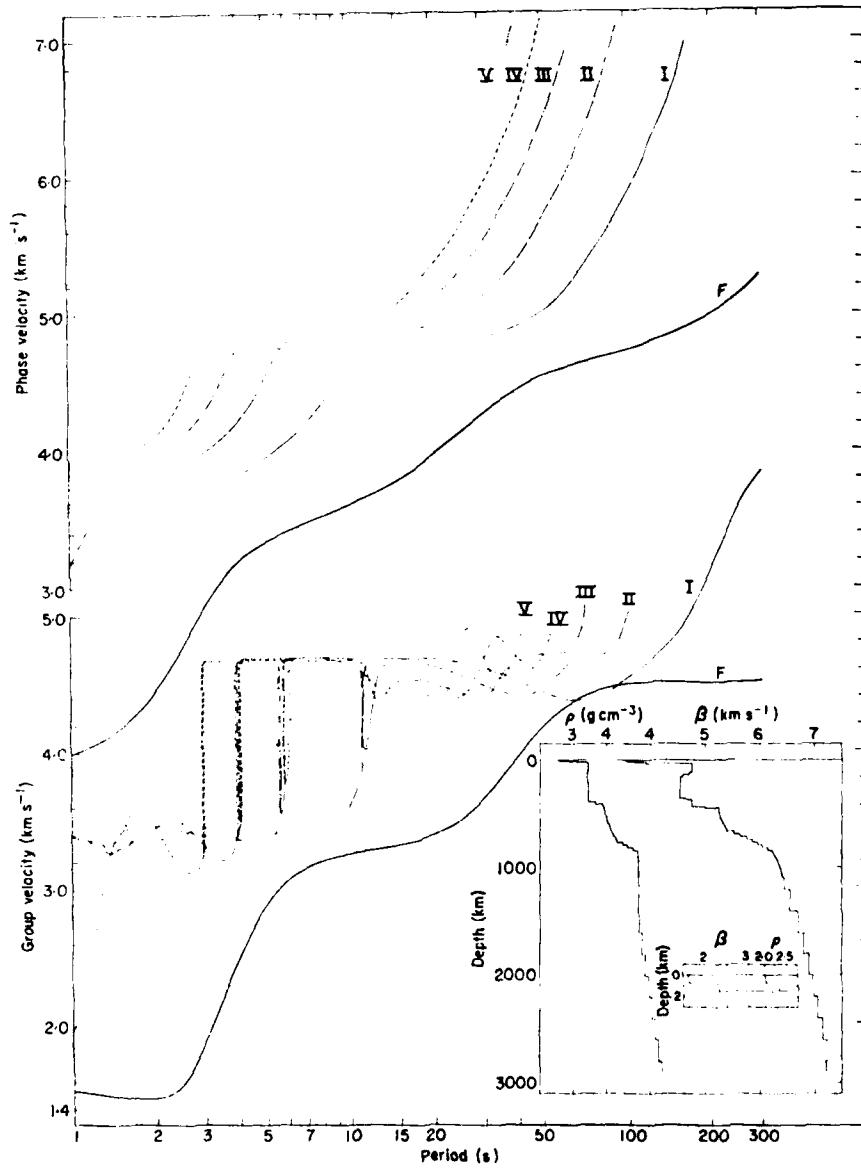 7·0
6·0
5·0
4·0
3·0
Phase velocity (km s⁻¹)
V IV III II I
F
5·0
4·0
3·0
2·0
1·4
Group velocity (km s⁻¹)
V IV III II I
F
ρ (g cm⁻³) β (km s⁻¹)
3 4 4 5 6 7
0
1000
2000
3000
Depth (km)
β ρ
2 3 2·0 2·5
0
2
Depth (km)
1 2 3 5 7 10 15 20 30 50 100 200 300
Period (s)